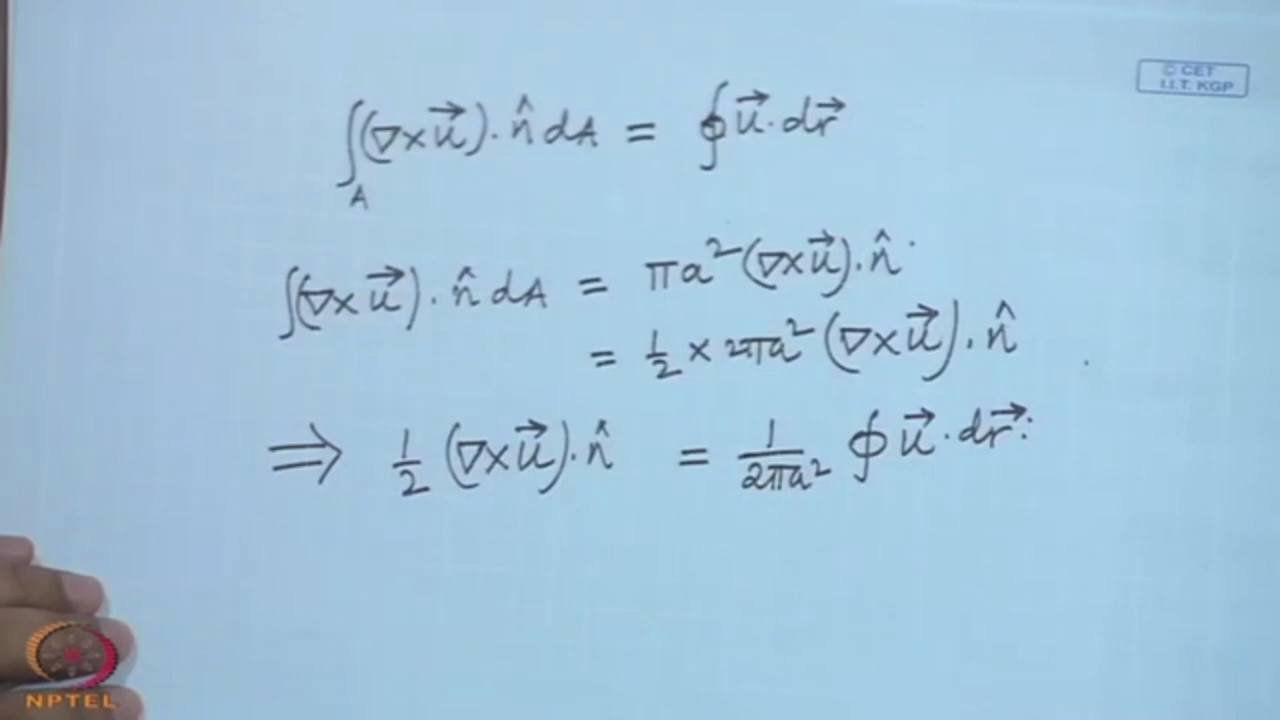 © CET
I.I.T. KGP
∫_A (∇×u⃗).n̂ dA = ∮u⃗.dr⃗
∫(∇×u⃗).n̂ dA = πa²(∇×u⃗).n̂.
= 1/2 × 2πa² (∇×u⃗).n̂
⇒ 1/2 (∇×u⃗).n̂ = 1/(2πa²) ∮u⃗.dr⃗.
NPTEL